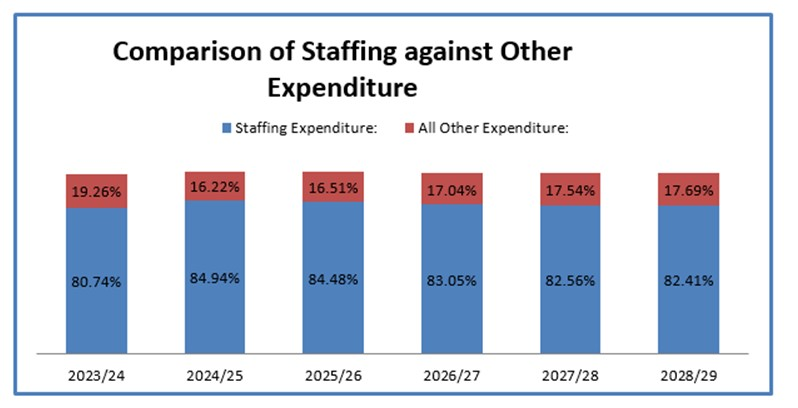 Comparison of Staffing against Other
Expenditure
Staffing Expenditure: All Other Expenditure:
19.26% 16.22% 16.51% 17.04% 17.54% 17.69%
80.74% 84.94% 84.48% 83.05% 82.56% 82.41%
2023/24 2024/25 2025/26 2026/27 2027/28 2028/29